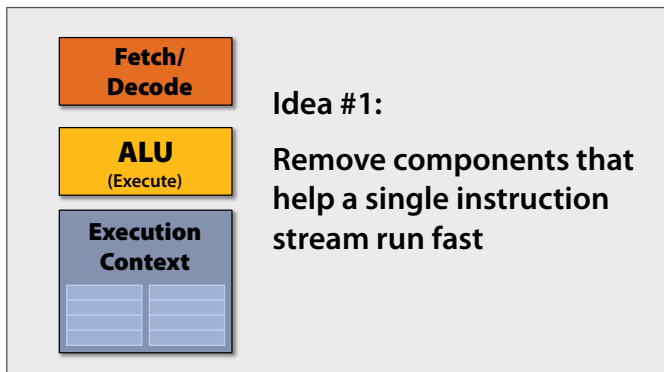 Fetch/
Decode
ALU
(Execute)
Execution
Context
Idea #1:
Remove components that
help a single instruction
stream run fast